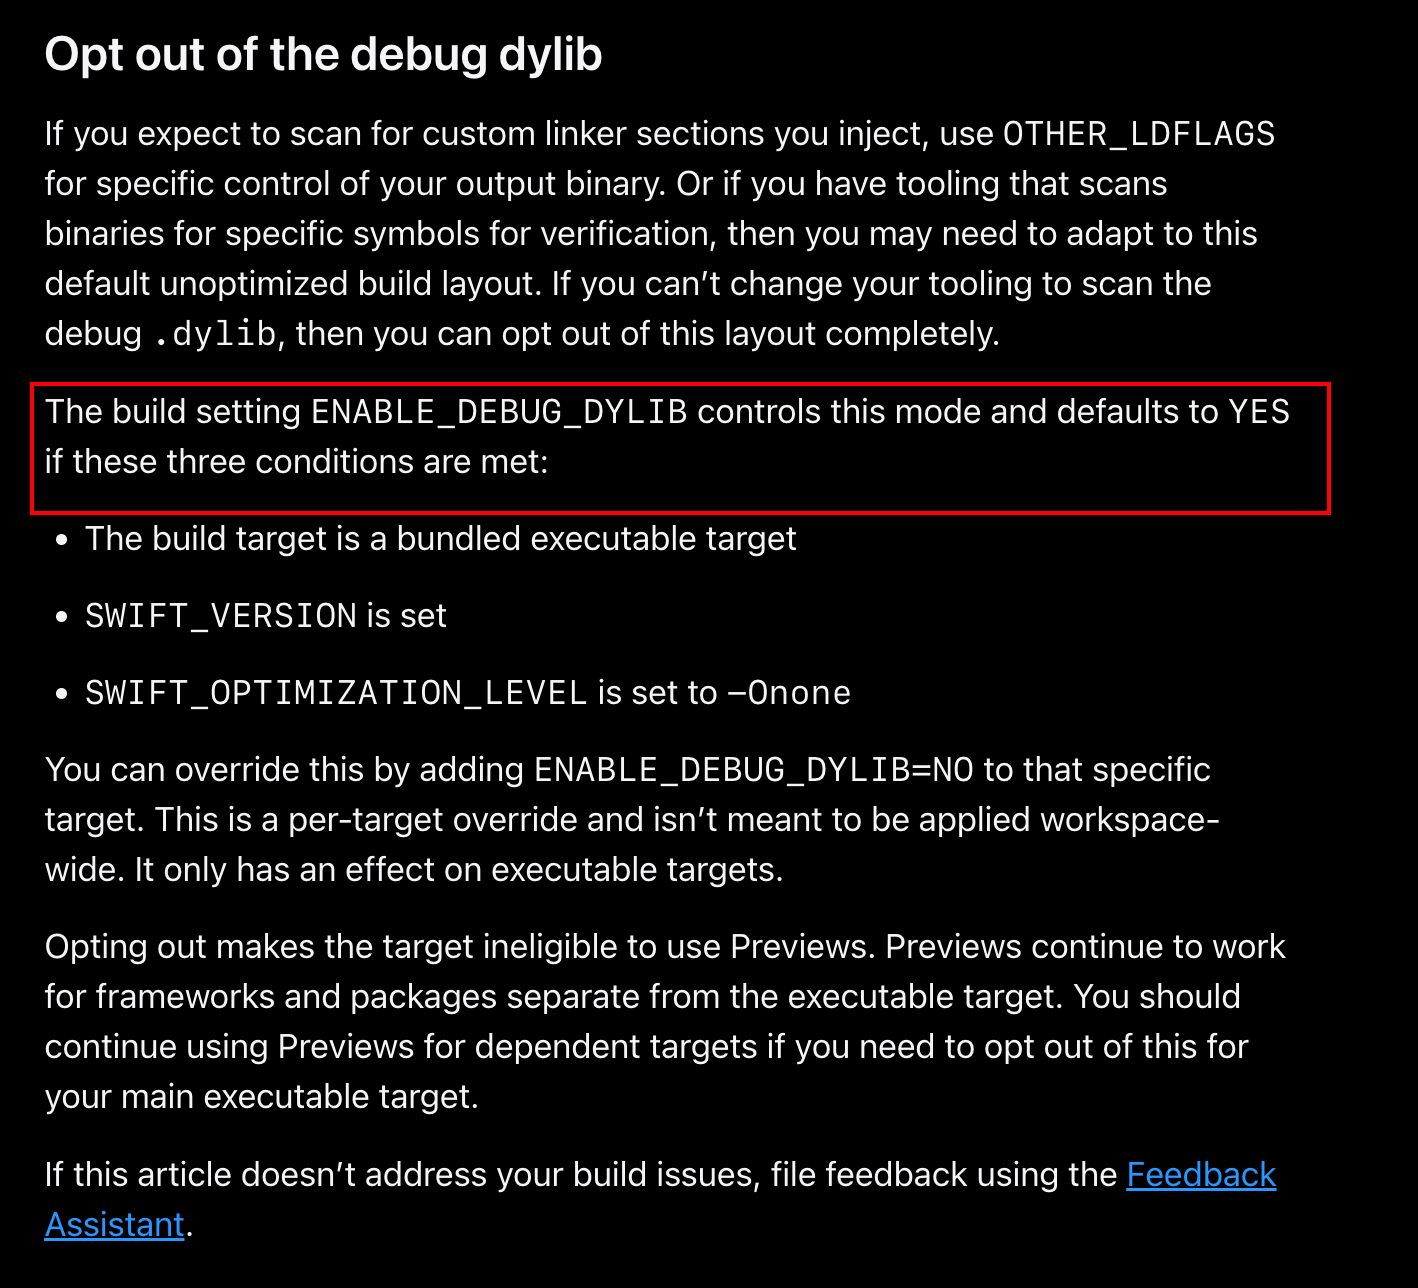 Opt out of the debug dylib
If you expect to scan for custom linker sections you inject, use OTHER_LDFLAGS
for specific control of your output binary. Or if you have tooling that scans
binaries for specific symbols for verification, then you may need to adapt to this
default unoptimized build layout. If you can’t change your tooling to scan the
debug .dylib, then you can opt out of this layout completely.
The build setting ENABLE_DEBUG_DYLIB controls this mode and defaults to YES
if these three conditions are met:
• The build target is a bundled executable target
• SWIFT_VERSION is set
• SWIFT_OPTIMIZATION_LEVEL is set to –Onone
You can override this by adding ENABLE_DEBUG_DYLIB=NO to that specific
target. This is a per-target override and isn’t meant to be applied workspace-
wide. It only has an effect on executable targets.
Opting out makes the target ineligible to use Previews. Previews continue to work
for frameworks and packages separate from the executable target. You should
continue using Previews for dependent targets if you need to opt out of this for
your main executable target.
If this article doesn’t address your build issues, file feedback using the Feedback
Assistant.